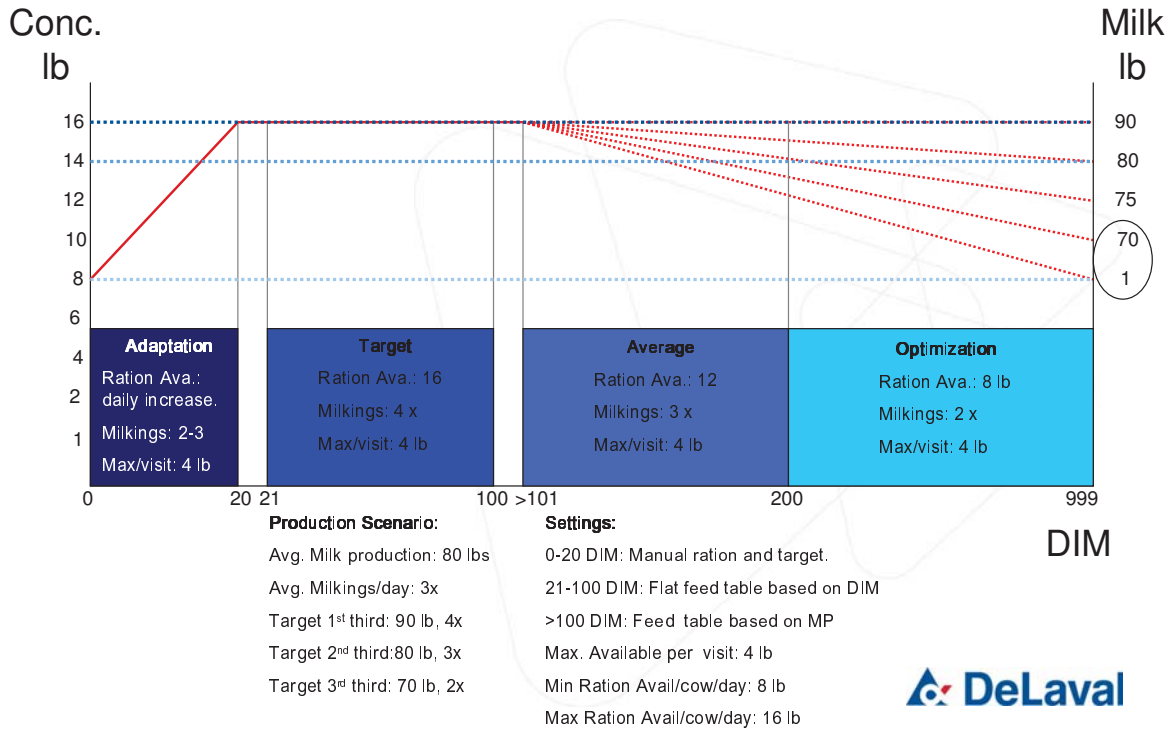 Conc.
lb
Milk
lb
16
14
12
10
8
6
4
2
1
90
80
75
70
1
Adaptation
Ration Ava.:
daily increase.
Milkings: 2-3
Max/visit: 4 lb
Target
Ration Ava.: 16
Milkings: 4 x
Max/visit: 4 lb
Average
Ration Ava.: 12
Milkings: 3 x
Max/visit: 4 lb
Optimization
Ration Ava.: 8 lb
Milkings: 2 x
Max/visit: 4 lb
0
20
21
100
>101
200
999
DIM
Production Scenario:
Avg. Milk production: 80 lbs
Avg. Milkings/day: 3x
Target 1st third: 90 lb, 4x
Target 2nd third:80 lb, 3x
Target 3rd third: 70 lb, 2x
Settings:
0-20 DIM: Manual ration and target.
21-100 DIM: Flat feed table based on DIM
>100 DIM: Feed table based on MP
Max. Available per visit: 4 lb
Min Ration Avail/cow/day: 8 lb
Max Ration Avail/cow/day: 16 lb
DeLaval